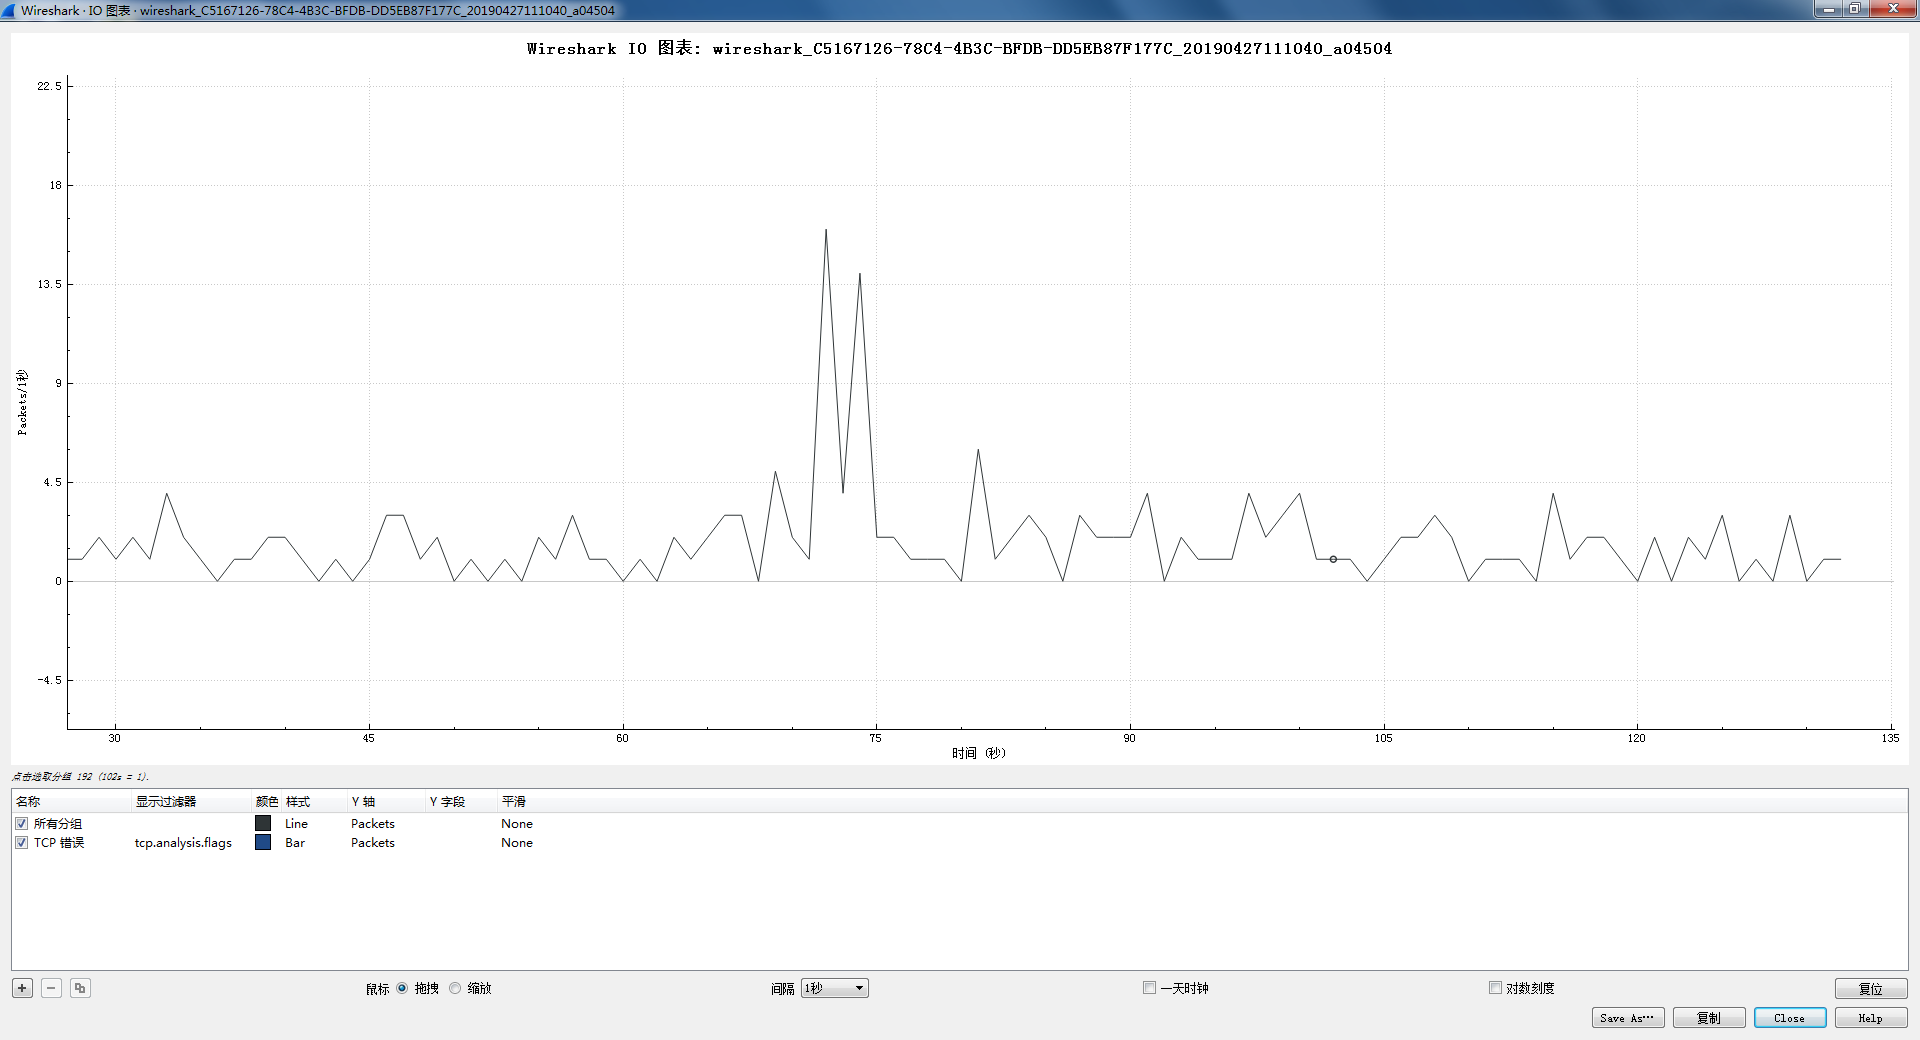 Wireshark · IO 图表 · wireshark_C5167126-78C4-4B3C-BFDB-DD5EB87F177C_20190427111040_a04504
Wireshark IO 图表: wireshark_C5167126-78C4-4B3C-BFDB-DD5EB87F177C_20190427111040_a04504
22.5
18
13.5
9
4.5
0
-4.5
Packets/1秒
30 45 60 75 90 105 120 135
时间 (秒)
点击选取分组 192 (102s = 1).
名称 显示过滤器 颜色 样式 Y 轴 Y 字段 平滑
所有分组 Line Packets None
TCP 错误 tcp.analysis.flags Bar Packets None
鼠标 拖拽 缩放 间隔 1秒 一天时钟 对数刻度 复位
Save As… 复制 Close Help